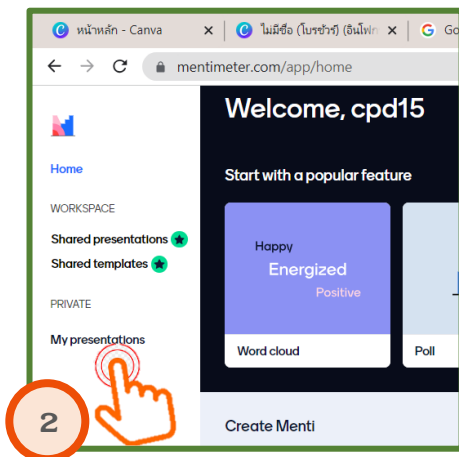 หน้าหลัก - Canva
ไม่มีชื่อ (โบรชัวร์) (อินโฟก
Go
mentimeter.com/app/home
Welcome, cpd15
Home
Start with a popular feature
WORKSPACE
Shared presentations
Shared templates
Happy
Energized
Positive
PRIVATE
My presentations
Word cloud
Poll
2
Create Menti